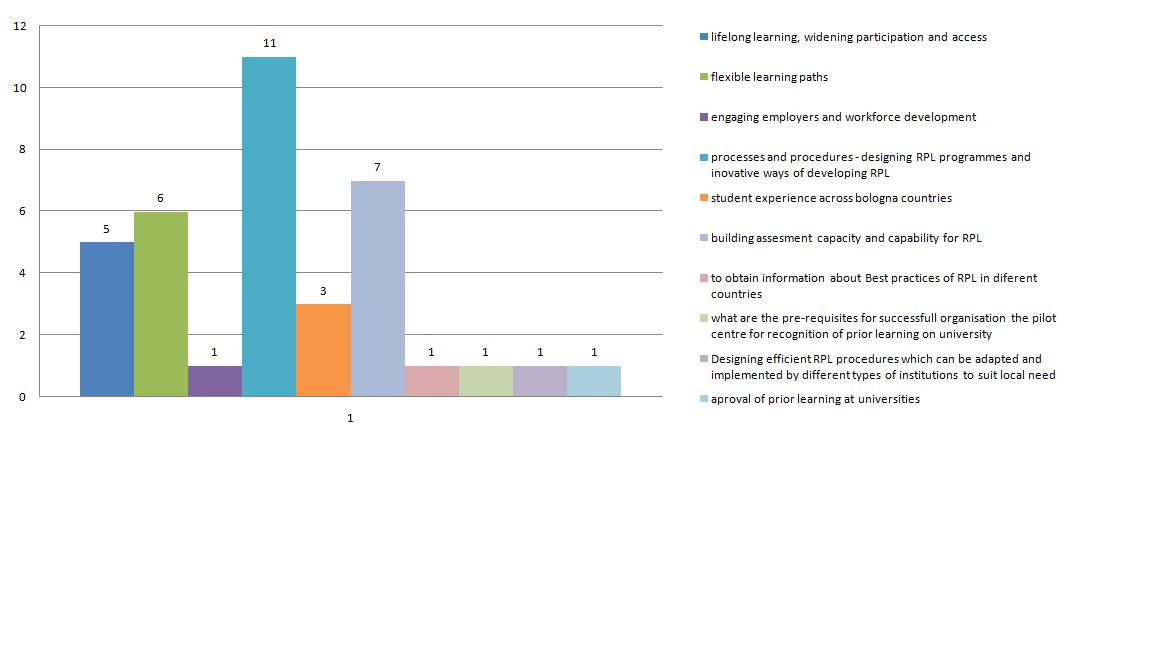 12
10
8
6
4
2
0
5
6
1
11
3
7
1
1
1
1
1
lifelong learning, widening participation and access
flexible learning paths
engaging employers and workforce development
processes and procedures - designing RPL programmes and
inovative ways of developing RPL
student experience across bologna countries
building assesment capacity and capability for RPL
to obtain information about Best practices of RPL in diferent
countries
what are the pre-requisites for successfull organisation the pilot
centre for recognition of prior learning on university
Designing efficient RPL procedures which can be adapted and
implemented by different types of institutions to suit local need
aproval of prior learning at universities